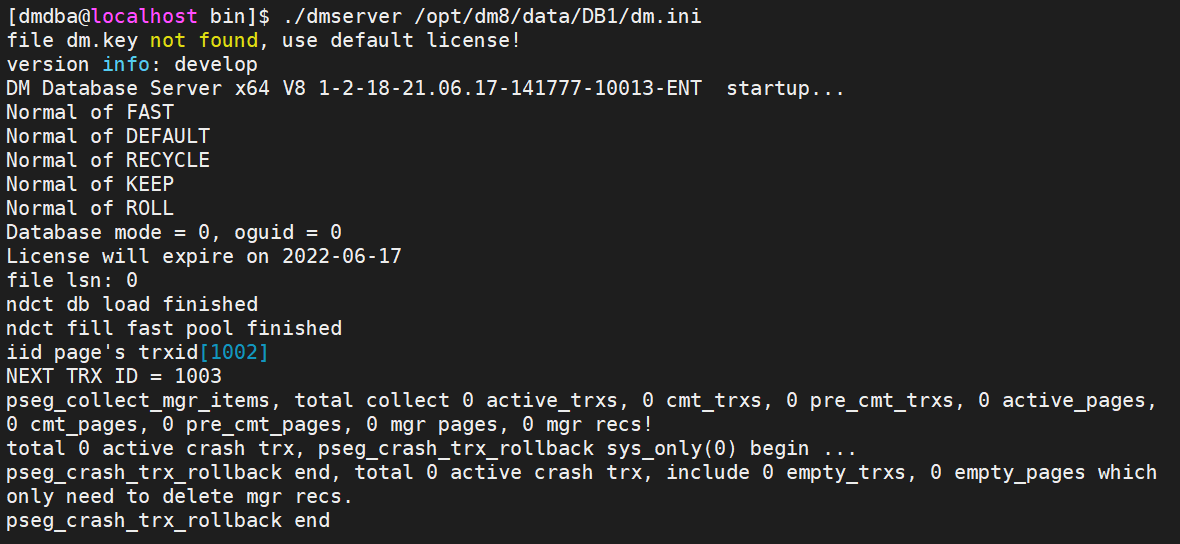 [dmdba@localhost bin]$ ./dmserver /opt/dm8/data/DB1/dm.ini
file dm.key not found, use default license!
version info: develop
DM Database Server x64 V8 1-2-18-21.06.17-141777-10013-ENT  startup...
Normal of FAST
Normal of DEFAULT
Normal of RECYCLE
Normal of KEEP
Normal of ROLL
Database mode = 0, oguid = 0
License will expire on 2022-06-17
file lsn: 0
ndct db load finished
ndct fill fast pool finished
iid page's trxid[1002]
NEXT TRX ID = 1003
pseg_collect_mgr_items, total collect 0 active_trxs, 0 cmt_trxs, 0 pre_cmt_trxs, 0 active_pages,
0 cmt_pages, 0 pre_cmt_pages, 0 mgr pages, 0 mgr recs!
total 0 active crash trx, pseg_crash_trx_rollback sys_only(0) begin ...
pseg_crash_trx_rollback end, total 0 active crash trx, include 0 empty_trxs, 0 empty_pages which
only need to delete mgr recs.
pseg_crash_trx_rollback end